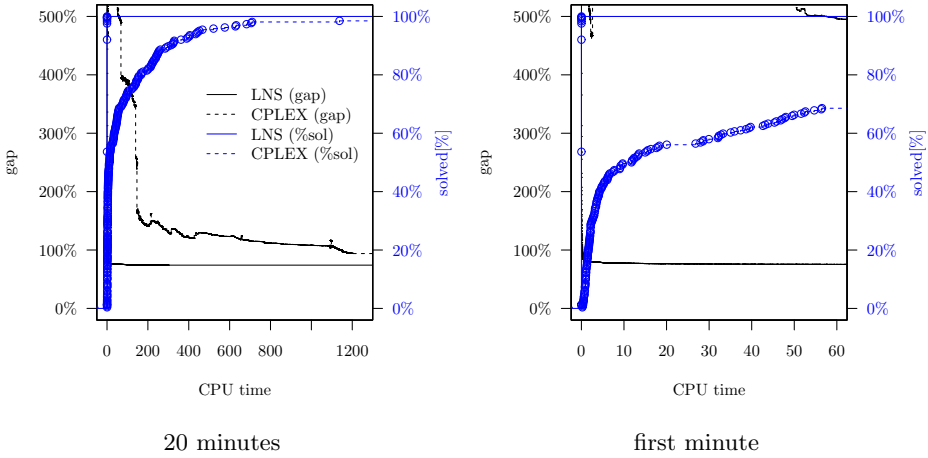 500%
400%
300%
200%
100%
0%
gap
100%
80%
60%
40%
20%
0%
solved[%]
LNS (gap)
CPLEX (gap)
LNS (%sol)
CPLEX (%sol)
0 200 400 600 800 1200
CPU time
20 minutes
500%
400%
300%
200%
100%
0%
gap
100%
80%
60%
40%
20%
0%
solved[%]
0 10 20 30 40 50 60
CPU time
first minute